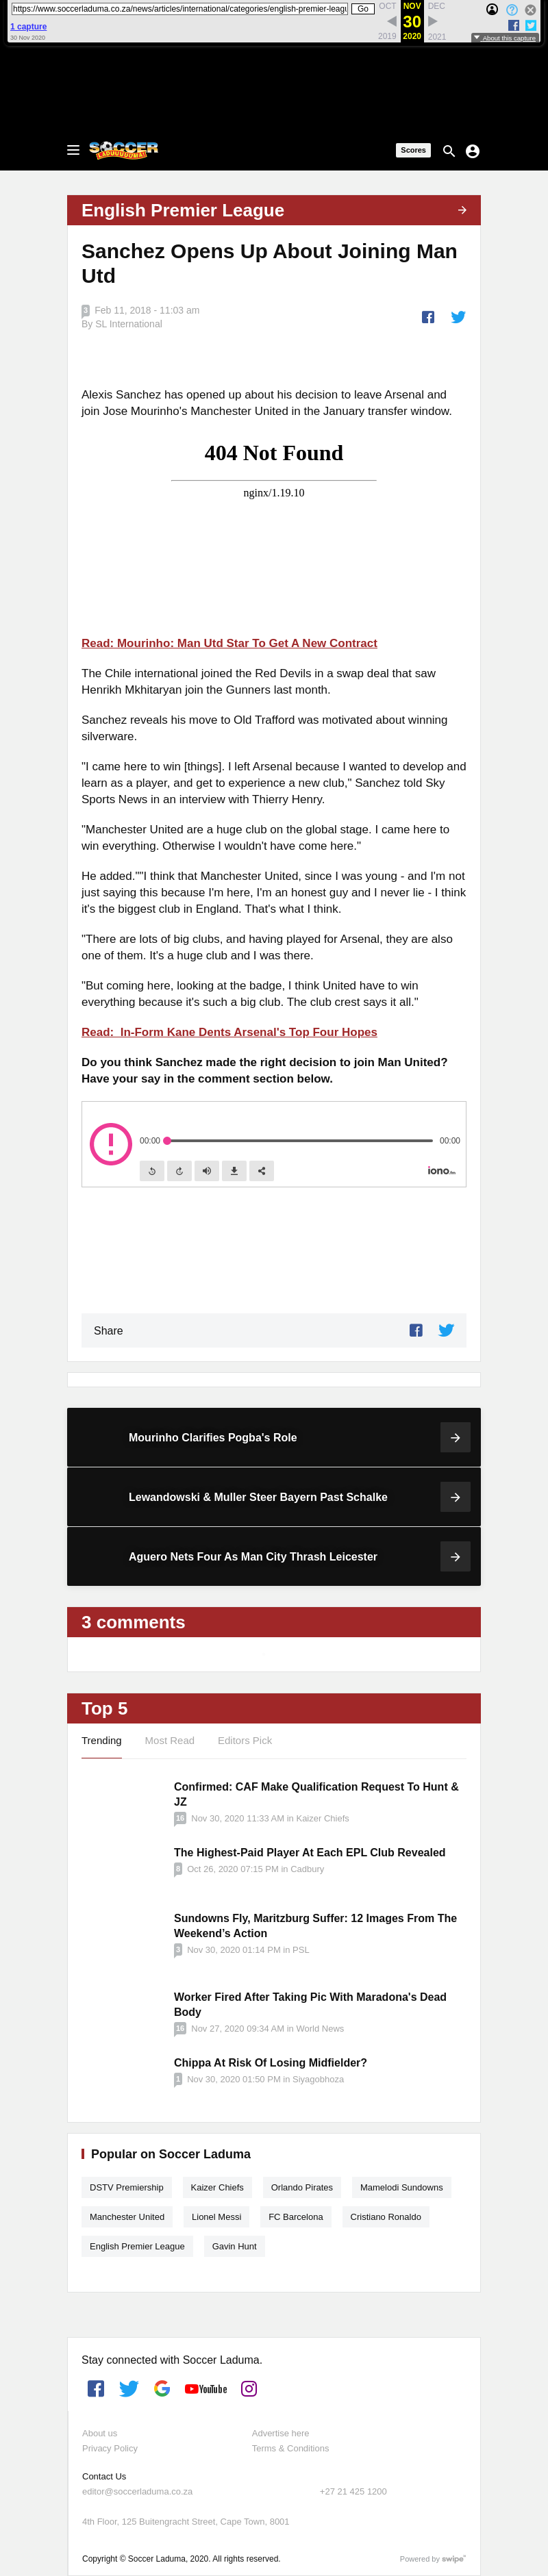 https://www.soccerladuma.co.za/news/articles/international/categories/english-premier-leagu
Go
OCT NOV DEC
30
2019 2020 2021
1 capture
30 Nov 2020
About this capture
SOCCER
LADUUUUUMA!
Scores
English Premier League
Sanchez Opens Up About Joining Man
Utd
3 Feb 11, 2018 - 11:03 am
By SL International
Alexis Sanchez has opened up about his decision to leave Arsenal and
join Jose Mourinho's Manchester United in the January transfer window.
404 Not Found
nginx/1.19.10
Read: Mourinho: Man Utd Star To Get A New Contract
The Chile international joined the Red Devils in a swap deal that saw
Henrikh Mkhitaryan join the Gunners last month.
Sanchez reveals his move to Old Trafford was motivated about winning
silverware.
"I came here to win [things]. I left Arsenal because I wanted to develop and
learn as a player, and get to experience a new club," Sanchez told Sky
Sports News in an interview with Thierry Henry.
"Manchester United are a huge club on the global stage. I came here to
win everything. Otherwise I wouldn't have come here."
He added.""I think that Manchester United, since I was young - and I'm not
just saying this because I'm here, I'm an honest guy and I never lie - I think
it's the biggest club in England. That's what I think.
"There are lots of big clubs, and having played for Arsenal, they are also
one of them. It's a huge club and I was there.
"But coming here, looking at the badge, I think United have to win
everything because it's such a big club. The club crest says it all."
Read:  In-Form Kane Dents Arsenal's Top Four Hopes
Do you think Sanchez made the right decision to join Man United?
Have your say in the comment section below.
00:00 00:00
iono.fm
Share
Mourinho Clarifies Pogba's Role
Lewandowski & Muller Steer Bayern Past Schalke
Aguero Nets Four As Man City Thrash Leicester
3 comments
Top 5
Trending Most Read Editors Pick
Confirmed: CAF Make Qualification Request To Hunt &
JZ
16 Nov 30, 2020 11:33 AM in Kaizer Chiefs
The Highest-Paid Player At Each EPL Club Revealed
8 Oct 26, 2020 07:15 PM in Cadbury
Sundowns Fly, Maritzburg Suffer: 12 Images From The
Weekend's Action
3 Nov 30, 2020 01:14 PM in PSL
Worker Fired After Taking Pic With Maradona's Dead
Body
16 Nov 27, 2020 09:34 AM in World News
Chippa At Risk Of Losing Midfielder?
1 Nov 30, 2020 01:50 PM in Siyagobhoza
Popular on Soccer Laduma
DSTV Premiership Kaizer Chiefs Orlando Pirates Mamelodi Sundowns
Manchester United Lionel Messi FC Barcelona Cristiano Ronaldo
English Premier League Gavin Hunt
Stay connected with Soccer Laduma.
YouTube
About us Advertise here
Privacy Policy Terms & Conditions
Contact Us
editor@soccerladuma.co.za +27 21 425 1200
4th Floor, 125 Buitengracht Street, Cape Town, 8001
Copyright © Soccer Laduma, 2020. All rights reserved. Powered by swipe